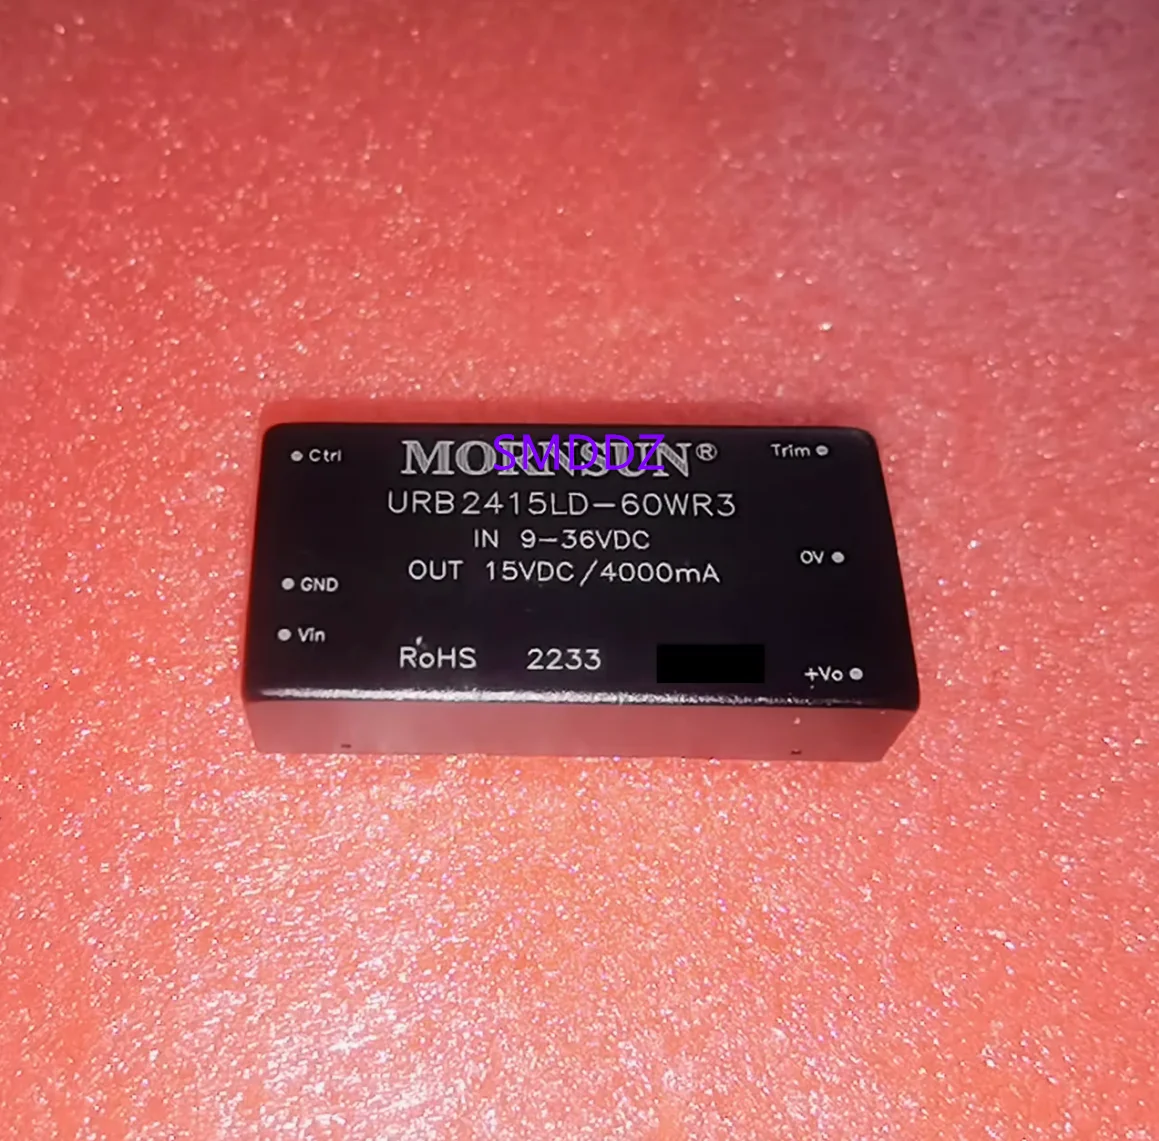 MORNSUN®
SMDDZ
URB2415LD-60WR3
IN 9-36VDC
OUT 15VDC/4000mA
Ctrl
GND
Vin
Trim
0V
+Vo
RoHS 2233